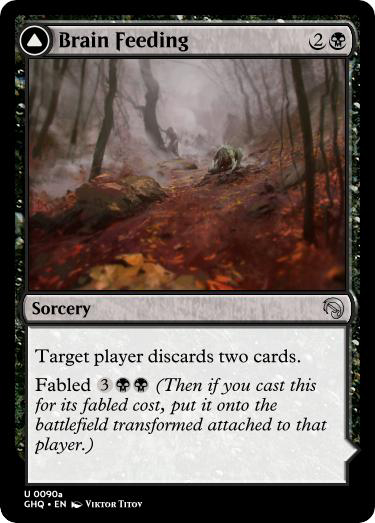 Brain Feeding 2
Sorcery
Target player discards two cards.
Fabled 3 (Then if you cast this
for its fabled cost, put it onto the
battlefield transformed attached to that
player.)
U 0090a
GHQ • EN Viktor Titov